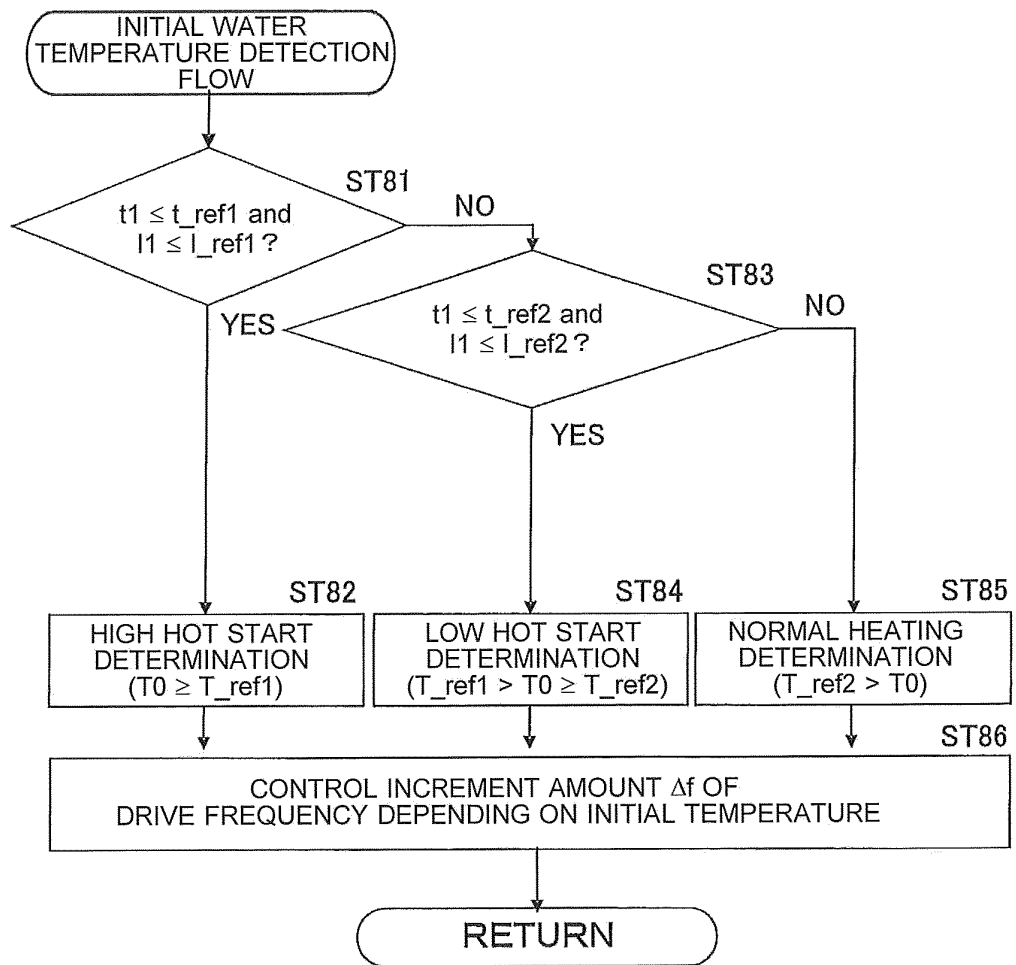 INITIAL WATER
TEMPERATURE DETECTION
FLOW
ST81
t1 ≤ t_ref1 and
I1 ≤ I_ref1?
NO
YES
ST83
t1 ≤ t_ref2 and
I1 ≤ I_ref2?
NO
YES
ST82
HIGH HOT START
DETERMINATION
(T0 ≥ T_ref1)
ST84
LOW HOT START
DETERMINATION
(T_ref1 > T0 ≥ T_ref2)
ST85
NORMAL HEATING
DETERMINATION
(T_ref2 > T0)
ST86
CONTROL INCREMENT AMOUNT Δf OF
DRIVE FREQUENCY DEPENDING ON INITIAL TEMPERATURE
RETURN